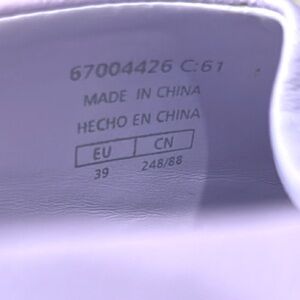 67004426 C:61
MADE IN CHINA
HECHO EN CHINA
EU CN
39 248/88